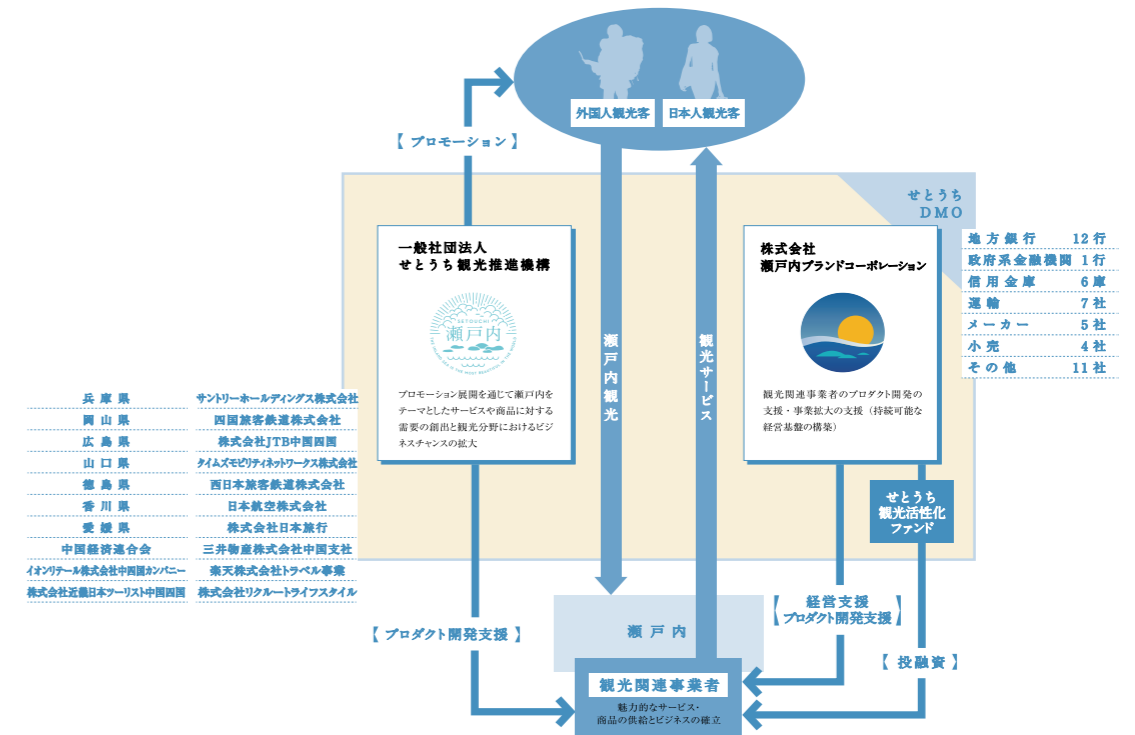 外国人観光客
日本人観光客
【 プロモーション 】
せとうち
DMO
一般社団法人
せとうち観光推進機構
SETOUCHI
瀬戸内
プロモーション展開を通じて瀬戸内を
テーマとしたサービスや商品に対する
需要の創出と観光分野におけるビジ
ネスチャンスの拡大
瀬戸内観光
観光サービス
株式会社
瀬戸内ブランドコーポレーション
観光関連事業者のプロダクト開発の
支援・事業拡大の支援（持続可能な
経営基盤の構築）
地方銀行 12行
政府系金融機関 1行
信用金庫 6庫
運輸 7社
メーカー 5社
小売 4社
その他 11社
兵庫県
岡山県
広島県
山口県
徳島県
香川県
愛媛県
中国経済連合会
イオンリテール株式会社中四国カンパニー
株式会社近畿日本ツーリスト中国四国
サントリーホールディングス株式会社
四国旅客鉄道株式会社
株式会社JTB中国四国
タイムズモビリティネットワークス株式会社
西日本旅客鉄道株式会社
日本航空株式会社
株式会社日本旅行
三井物産株式会社中国支社
楽天株式会社トラベル事業
株式会社リクルートライフスタイル
せとうち
観光活性化
ファンド
【 プロダクト開発支援 】
瀬戸内
経営支援
プロダクト開発支援
【 投融資 】
観光関連事業者
魅力的なサービス・
商品の供給とビジネスの確立